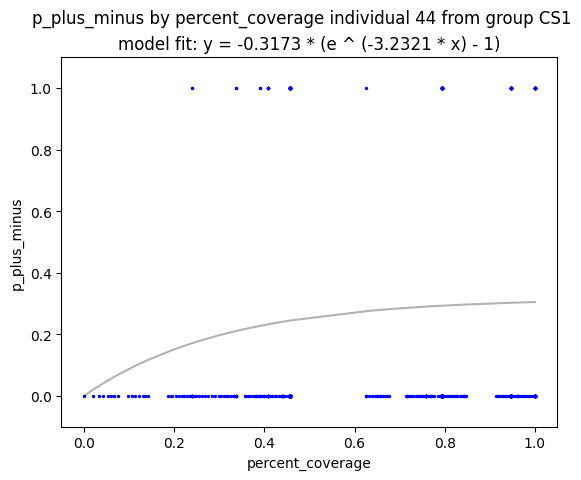 p_plus_minus by percent_coverage individual 44 from group CS1
model fit: y = -0.3173 * (e ^ (-3.2321 * x) - 1)
1.0
0.8
0.6
0.4
0.2
0.0
p_plus_minus
0.0 0.2 0.4 0.6 0.8 1.0
percent_coverage